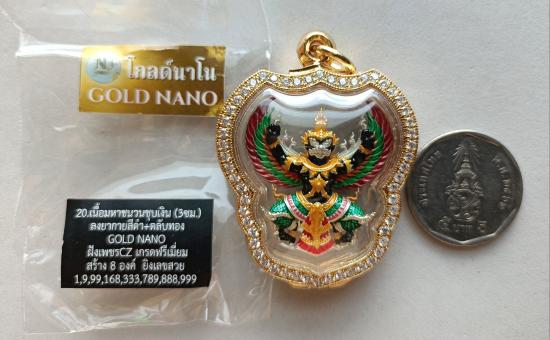 โกลด์นาโน
GOLD NANO
20.เนื้อมหาชนวนชุบเงิน (3ซม.)
ลงยากายสีดำ+ตลับทอง
GOLD NANO
ฝังเพชรCZ เกรดพรีเมี่ยม
สร้าง 8 องค์ ยิงเลขสวย
1,9,99,168,333,789,888,999